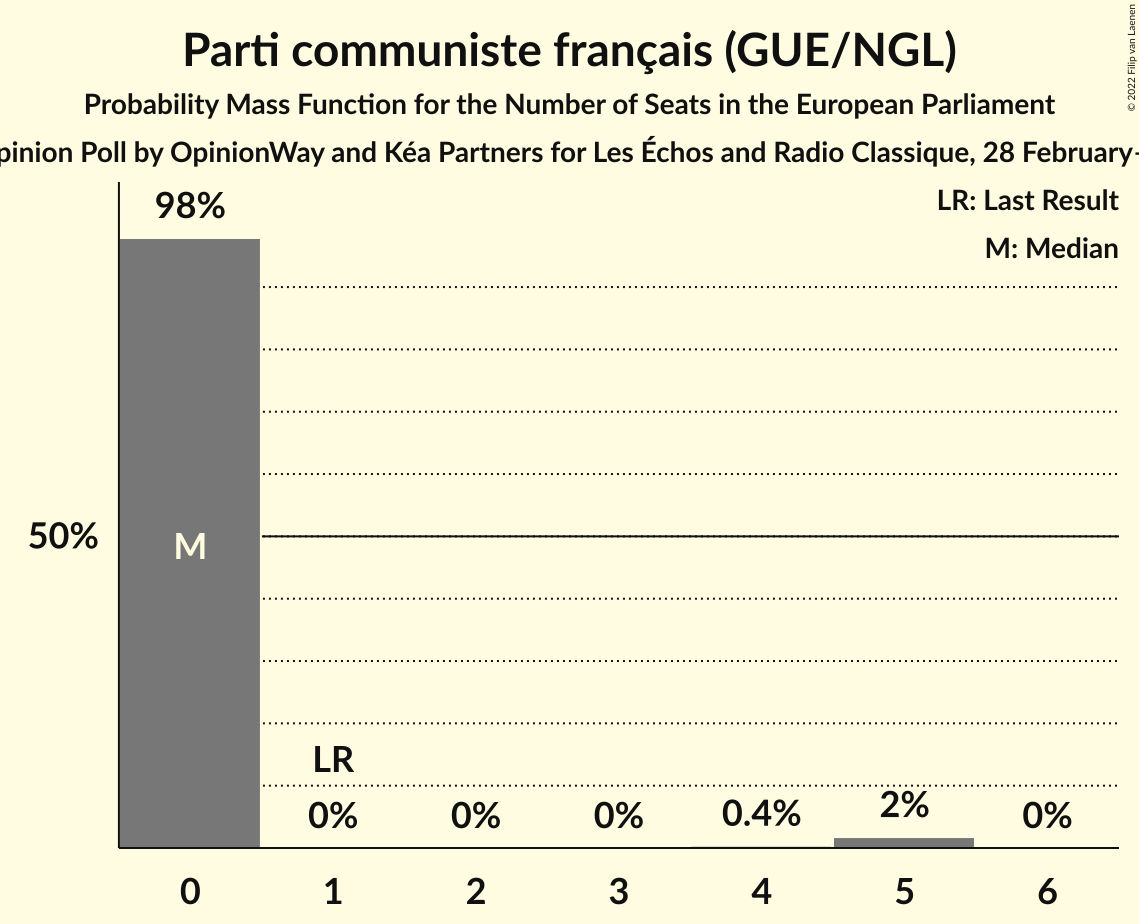 Parti communiste français (GUE/NGL)
Probability Mass Function for the Number of Seats in the European Parliament
pinion Poll by OpinionWay and Kéa Partners for Les Échos and Radio Classique, 28 February–
© 2022 Filip van Laenen
LR: Last Result
M: Median
98%
50%
M
LR
0%
0%
0%
0.4%
2%
0%
0
1
2
3
4
5
6